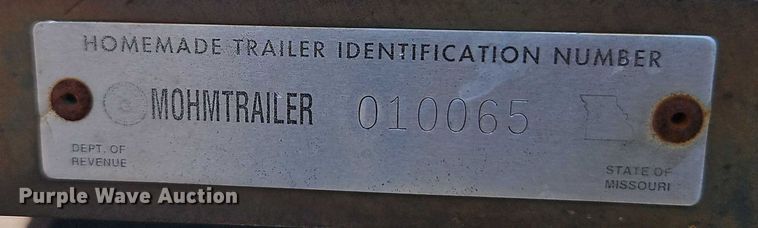 HOMEMADE TRAILER IDENTIFICATION NUMBER
MOHMTRAILER 010065
DEPT. OF
REVENUE
STATE OF
MISSOURI
Purple Wave Auction